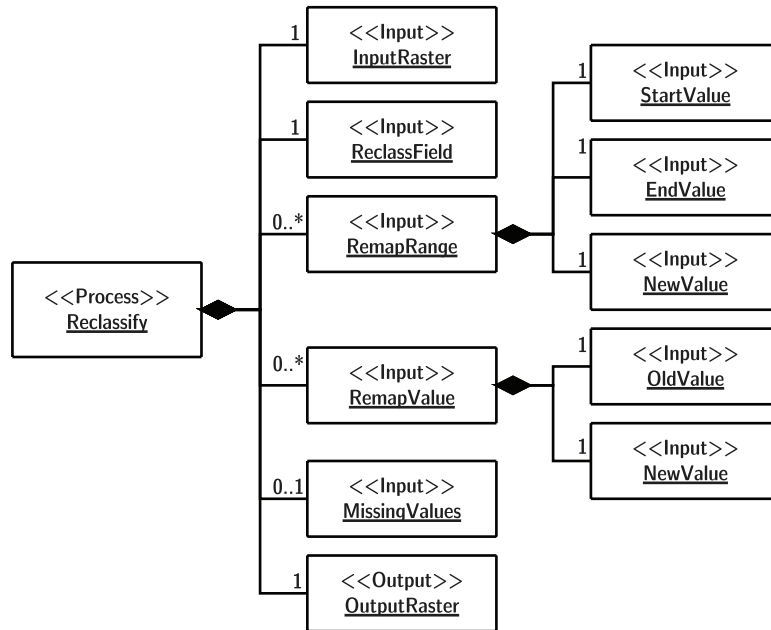 <<Process>>
Reclassify
1
<<Input>>
InputRaster
1
<<Input>>
ReclassField
0..*
<<Input>>
RemapRange
1
<<Input>>
StartValue
1
<<Input>>
EndValue
1
<<Input>>
NewValue
0..*
<<Input>>
RemapValue
1
<<Input>>
OldValue
1
<<Input>>
NewValue
0..1
<<Input>>
MissingValues
1
<<Output>>
OutputRaster